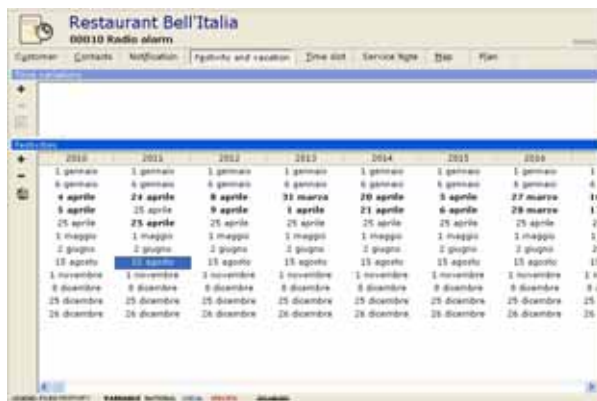 Restaurant Bell'Italia
00010 Radio alarm
Customer Contacts Notification Festivity and vacation Time slot Service Note Map Plan
Time variations
Festivities
2010 2011 2012 2013 2014 2015 2016
1 gennaio 1 gennaio 1 gennaio 1 gennaio 1 gennaio 1 gennaio 1 gennaio 1
6 gennaio 6 gennaio 6 gennaio 6 gennaio 6 gennaio 6 gennaio 6 gennaio
4 aprile 24 aprile 8 aprile 31 marzo 20 aprile 5 aprile 27 marzo
5 aprile 25 aprile 9 aprile 1 aprile 21 aprile 6 aprile 28 marzo
25 aprile 25 aprile 25 aprile 25 aprile 25 aprile 25 aprile 25 aprile
1 maggio 1 maggio 1 maggio 1 maggio 1 maggio 1 maggio 1 maggio
2 giugno 2 giugno 2 giugno 2 giugno 2 giugno 2 giugno 2 giugno
15 agosto 15 agosto 15 agosto 15 agosto 15 agosto 15 agosto 15 agosto
1 novembre 1 novembre 1 novembre 1 novembre 1 novembre 1 novembre 1 novembre
8 dicembre 8 dicembre 8 dicembre 8 dicembre 8 dicembre 8 dicembre 8 dicembre
25 dicembre 25 dicembre 25 dicembre 25 dicembre 25 dicembre 25 dicembre 25 dicembre
26 dicembre 26 dicembre 26 dicembre 26 dicembre 26 dicembre 26 dicembre 26 dicembre
VARIABLE NATIONAL LOCAL